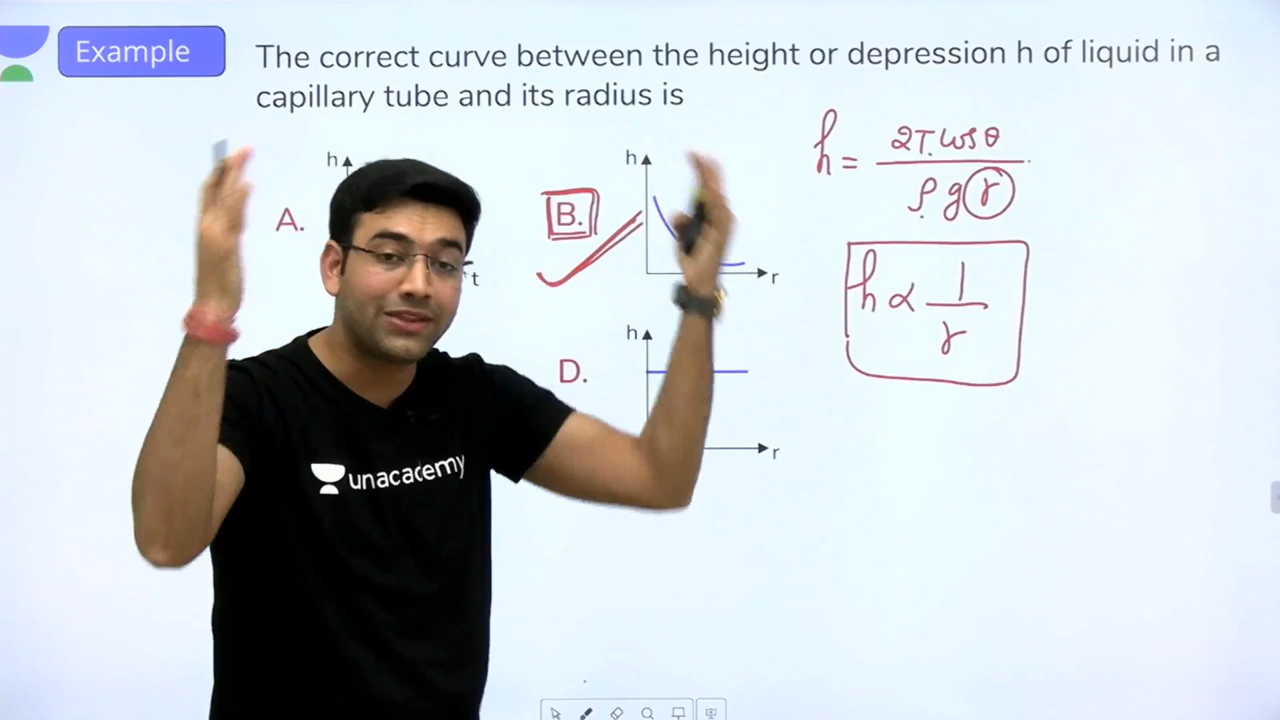 Example
The correct curve between the height or depression h of liquid in a
capillary tube and its radius is
h
A.
t
B.
h
r
D.
h
r
h = 2T.cosθ / ρ.gr
h ∝ 1/r
unacademy